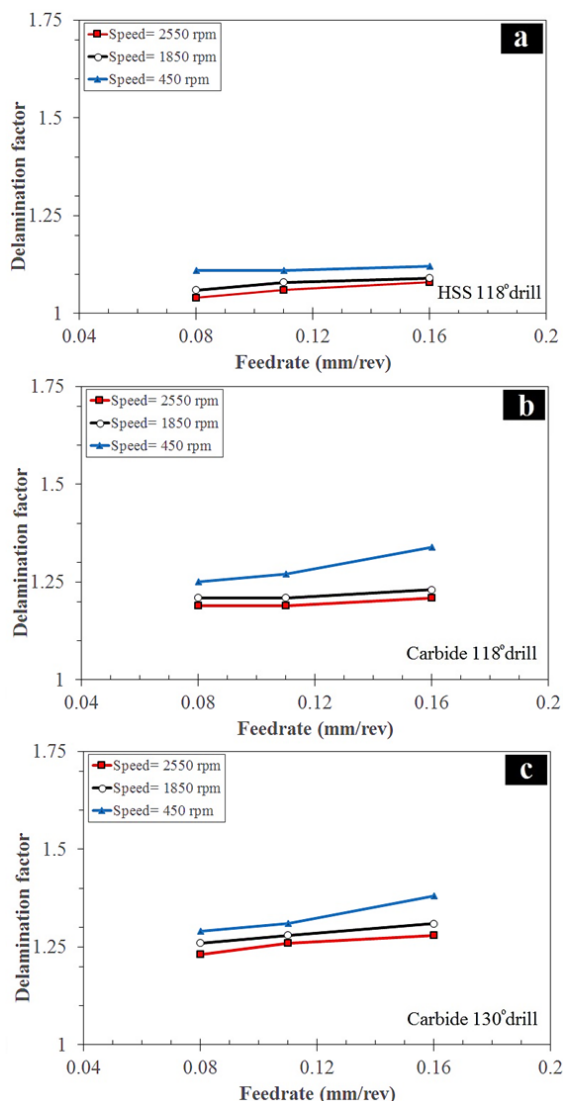 1.75
a
Speed= 2550 rpm
Speed= 1850 rpm
Speed= 450 rpm
1.5
Delamination factor
1.25
1
HSS 118°drill
0.04 0.08 0.12 0.16 0.2
Feedrate (mm/rev)
1.75
b
Speed= 2550 rpm
Speed= 1850 rpm
Speed= 450 rpm
1.5
Delamination factor
1.25
1
Carbide 118°drill
0.04 0.08 0.12 0.16 0.2
Feedrate (mm/rev)
1.75
c
Speed= 2550 rpm
Speed= 1850 rpm
Speed= 450 rpm
1.5
Delamination factor
1.25
1
Carbide 130°drill
0.04 0.08 0.12 0.16 0.2
Feedrate (mm/rev)